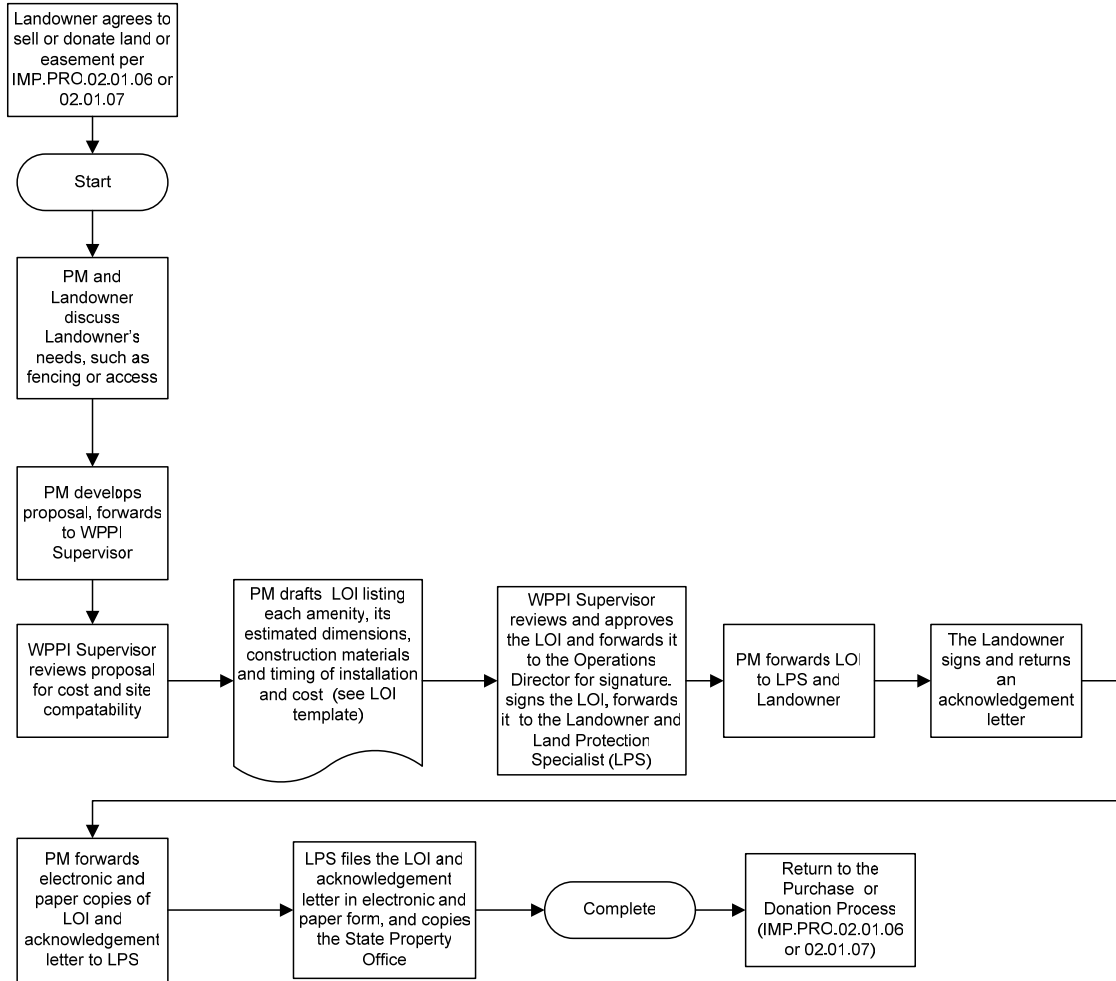 Landowner agrees to
sell or donate land or
easement per
IMP.PRO.02.01.06 or
02.01.07
Start
PM and
Landowner
discuss
Landowner's
needs, such as
fencing or access
PM develops
proposal, forwards
to WPPI
Supervisor
WPPI Supervisor
reviews proposal
for cost and site
compatability
PM drafts LOI listing
each amenity, its
estimated dimensions,
construction materials
and timing of installation
and cost (see LOI
template)
WPPI Supervisor
reviews and approves
the LOI and forwards it
to the Operations
Director for signature.
signs the LOI, forwards
it to the Landowner and
Land Protection
Specialist (LPS)
PM forwards LOI
to LPS and
Landowner
The Landowner
signs and returns
an
acknowledgement
letter
PM forwards
electronic and
paper copies of
LOI and
acknowledgement
letter to LPS
LPS files the LOI and
acknowledgement
letter in electronic and
paper form, and copies
the State Property
Office
Complete
Return to the
Purchase or
Donation Process
(IMP.PRO.02.01.06
or 02.01.07)